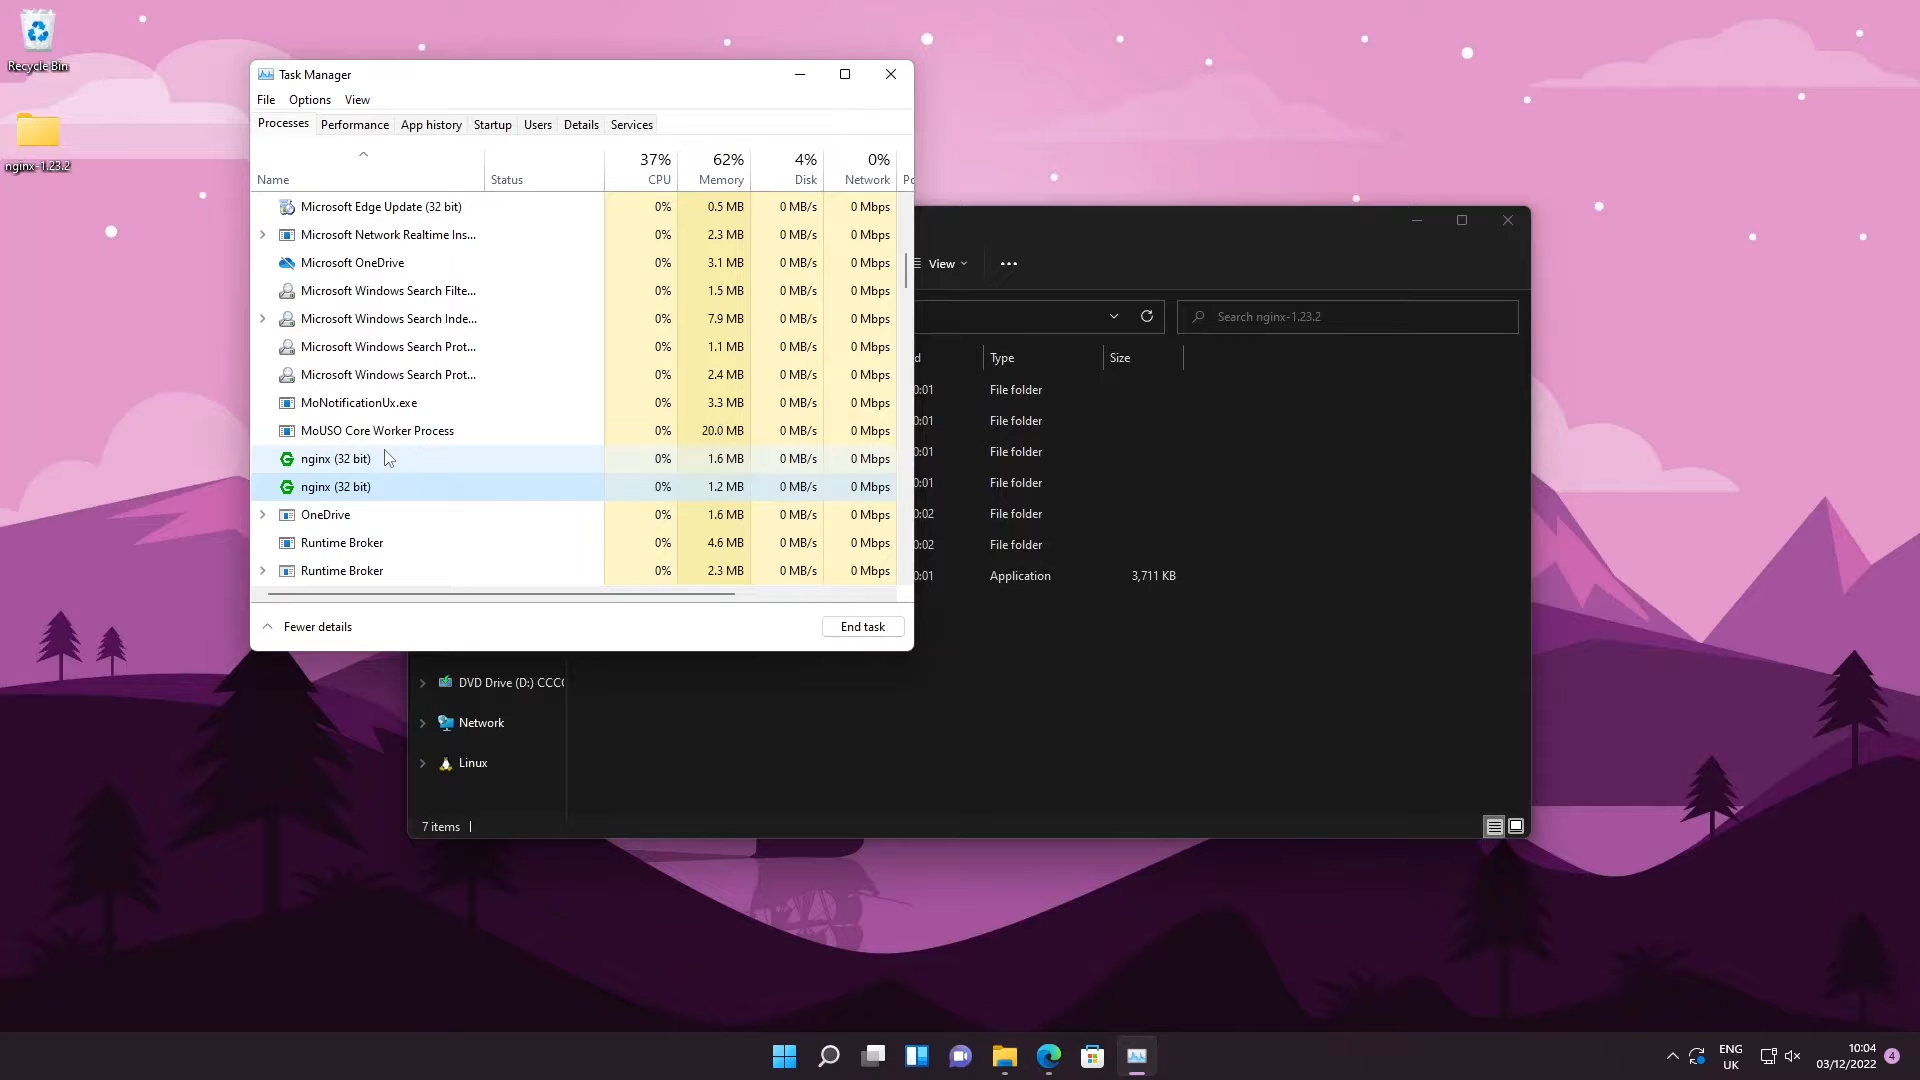 Recycle Bin
nginx-1.23.2
Task Manager
File Options View
Processes Performance App history Startup Users Details Services
37% 62% 4% 0%
Name Status CPU Memory Disk Network Po
Microsoft Edge Update (32 bit) 0% 0.5 MB 0 MB/s 0 Mbps
Microsoft Network Realtime Ins... 0% 2.3 MB 0 MB/s 0 Mbps
Microsoft OneDrive 0% 3.1 MB 0 MB/s 0 Mbps
Microsoft Windows Search Filte... 0% 1.5 MB 0 MB/s 0 Mbps
Microsoft Windows Search Inde... 0% 7.9 MB 0 MB/s 0 Mbps
Microsoft Windows Search Prot... 0% 1.1 MB 0 MB/s 0 Mbps
Microsoft Windows Search Prot... 0% 2.4 MB 0 MB/s 0 Mbps
MoNotificationUx.exe 0% 3.3 MB 0 MB/s 0 Mbps
MoUSO Core Worker Process 0% 20.0 MB 0 MB/s 0 Mbps
nginx (32 bit) 0% 1.6 MB 0 MB/s 0 Mbps
nginx (32 bit) 0% 1.2 MB 0 MB/s 0 Mbps
OneDrive 0% 1.6 MB 0 MB/s 0 Mbps
Runtime Broker 0% 4.6 MB 0 MB/s 0 Mbps
Runtime Broker 0% 2.3 MB 0 MB/s 0 Mbps
Fewer details End task
View
Search nginx-1.23.2
d Type Size
0:01 File folder
0:01 File folder
0:01 File folder
0:01 File folder
0:02 File folder
0:02 File folder
0:01 Application 3,711 KB
DVD Drive (D:) CCC
Network
Linux
7 items
ENG
UK
10:04
03/12/2022
4